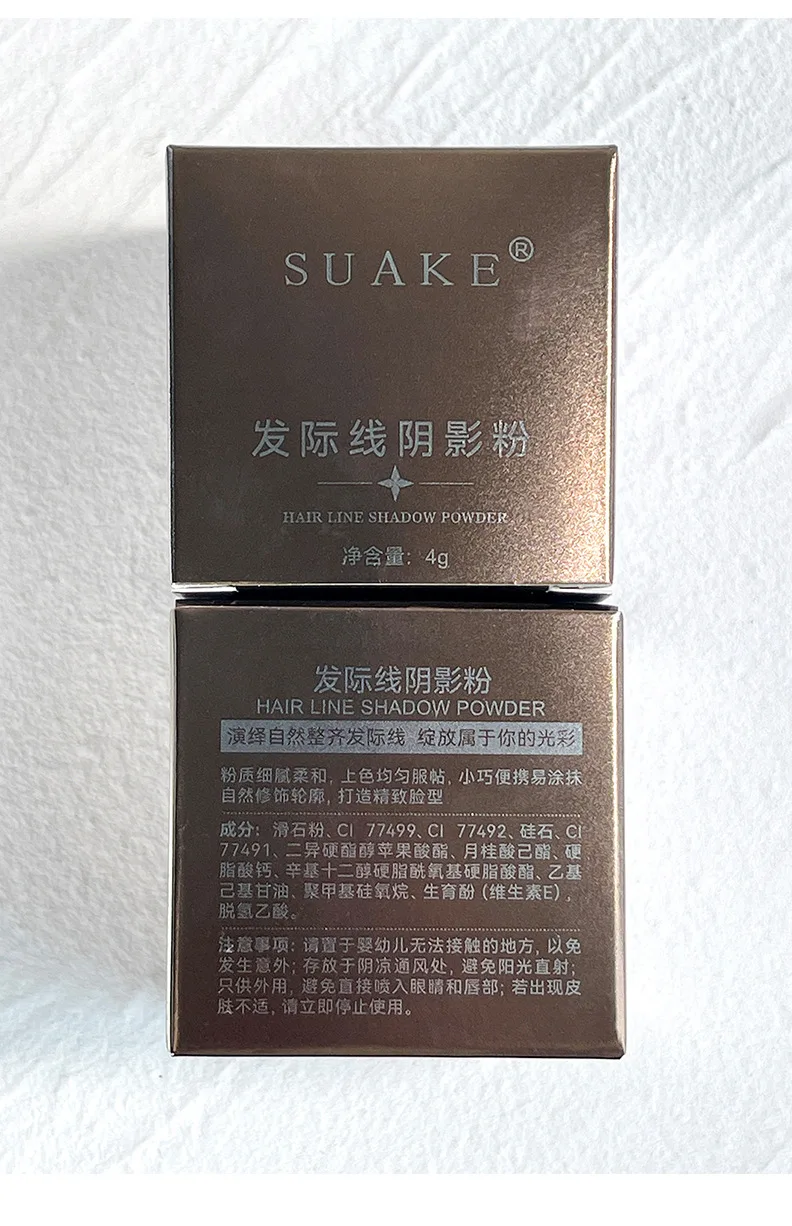 SUAKE®
发际线阴影粉
HAIR LINE SHADOW POWDER
净含量：4g
发际线阴影粉
HAIR LINE SHADOW POWDER
演绎自然整齐发际线 绽放属于你的光彩
粉质细腻柔和，上色均匀服帖，小巧便携易涂抹
自然修饰轮廓，打造精致脸型
成分：滑石粉、CI 77499、CI 77492、硅石、CI
77491、二异硬酯醇苹果酸酯、月桂酸己酯、硬
脂酸钙、辛基十二醇硬脂酰氧基硬脂酸酯、乙基
己基甘油、聚甲基硅氧烷、生育酚（维生素E）、
脱氢乙酸。
注意事项：请置于婴幼儿无法接触的地方，以免
发生意外；存放于阴凉通风处，避免阳光直射；
只供外用，避免直接喷入眼睛和唇部；若出现皮
肤不适，请立即停止使用。